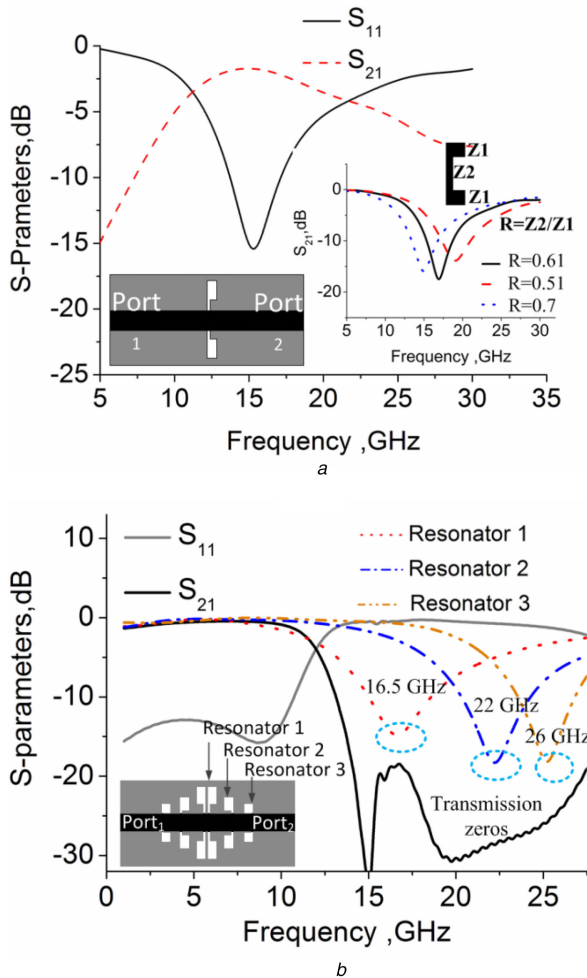 S11
S21
S-Prameters,dB
0
-5
-10
-15
-20
-25
5
10
15
20
25
30
35
Frequency ,GHz
Port
1
Port
2
Z1
Z2
Z1
R=Z2/Z1
S21,dB
0
-10
-20
R=0.61
R=0.51
R=0.7
5
10
15
20
25
30
Frequency ,GHz
a
S11
S21
Resonator 1
Resonator 2
Resonator 3
S-parameters,dB
10
0
-10
-20
-30
16.5 GHz
22 GHz
26 GHz
Resonator 1
Resonator 2
Resonator 3
Port1
Port2
Transmission
zeros
0
5
10
15
20
25
Frequency ,GHz
b